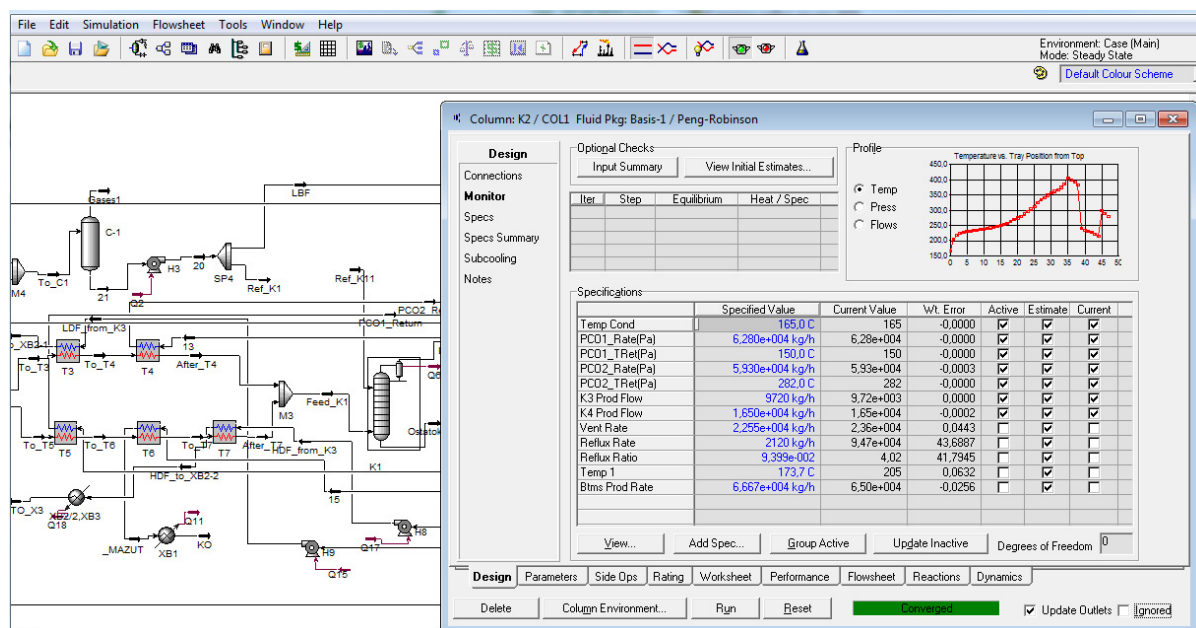 File Edit Simulation Flowsheet Tools Window Help
Environment: Case (Main)
Mode: Steady State
Default Colour Scheme
Gases1
LBF
C-1
M4
To_C1
H3
20
SP4
21
Ref_K1
Ref_K11
Q2
PCO2_Re
PCO1_Return
LDF_from_K3
o_XB2-1
13
To_T3
T3
To_T4
T4
After_T4
M3
Feed_K1
Q6
Ostatok
K1
To_T5
T5
To_T6
T6
To_T7
T7
After_T7
HDF_from_K3
HDF_to_XB2-2
15
TO_X3
XB2/2,XB3
Q18
Q11
_MAZUT
XB1
KO
H8
Q17
H9
Q15
Column: K2 / COL1 Fluid Pkg: Basis-1 / Peng-Robinson
Design
Connections
Monitor
Specs
Specs Summary
Subcooling
Notes
Optional Checks
Input Summary View Initial Estimates...
Iter Step Equilibrium Heat / Spec
Profile
Temp
Press
Flows
Temperature vs. Tray Position from Top
450,0
400,0
350,0
300,0
250,0
200,0
150,0
0 5 10 15 20 25 30 35 40 45 50
Specifications
Specified Value Current Value Wt. Error Active Estimate Current
Temp Cond 165,0 C 165 -0,0000
PCO1_Rate(Pa) 6,280e+004 kg/h 6,28e+004 -0,0000
PCO1_TRet(Pa) 150,0 C 150 -0,0000
PCO2_Rate(Pa) 5,930e+004 kg/h 5,93e+004 -0,0003
PCO2_TRet(Pa) 282,0 C 282 -0,0000
K3 Prod Flow 9720 kg/h 9,72e+003 0,0000
K4 Prod Flow 1,650e+004 kg/h 1,65e+004 -0,0002
Vent Rate 2,255e+004 kg/h 2,36e+004 0,0443
Reflux Rate 2120 kg/h 9,47e+004 43,6887
Reflux Ratio 9,399e-002 4,02 41,7945
Temp 1 173,7 C 205 0,0632
Btms Prod Rate 6,667e+004 kg/h 6,50e+004 -0,0256
View... Add Spec... Group Active Update Inactive Degrees of Freedom 0
Design Parameters Side Ops Rating Worksheet Performance Flowsheet Reactions Dynamics
Delete Column Environment... Run Reset Converged Update Outlets Ignored